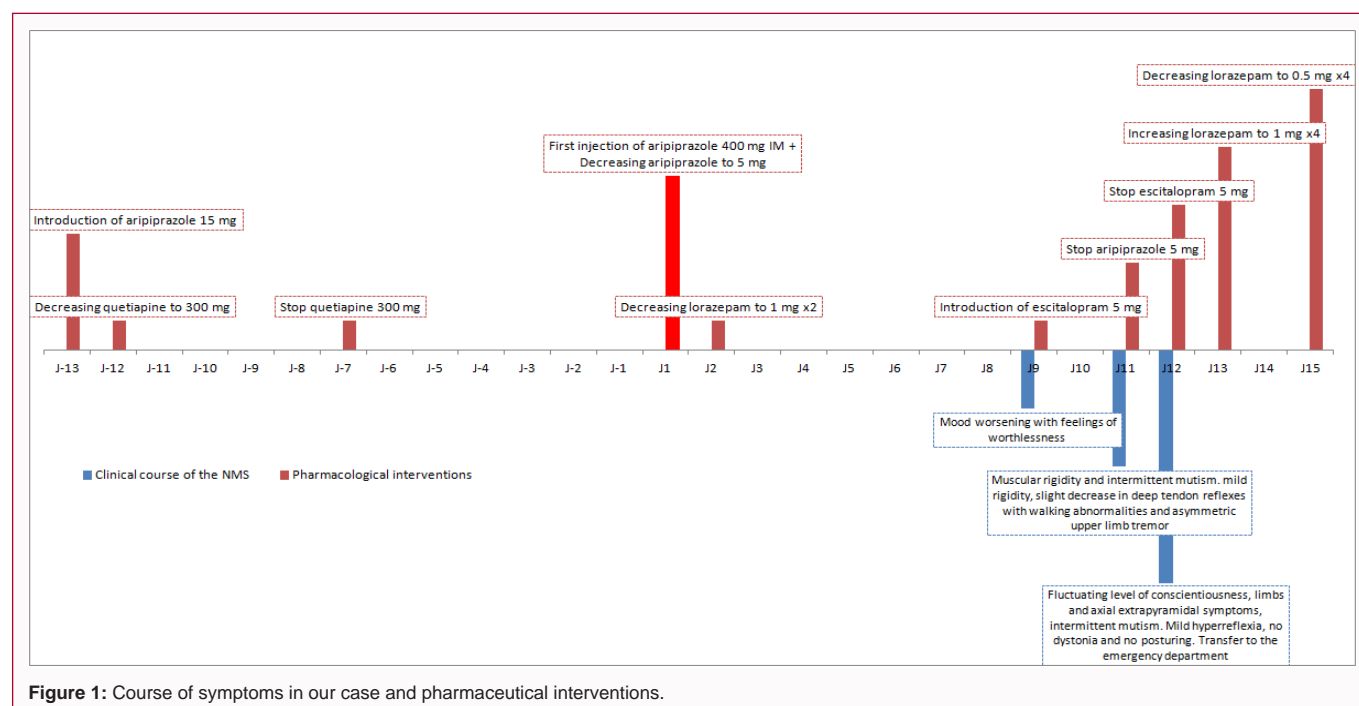 Decreasing lorazepam to 0.5 mg x4
Increasing lorazepam to 1 mg x4
First injection of aripiprazole 400 mg IM +
Decreasing aripiprazole to 5 mg
Stop escitalopram 5 mg
Introduction of aripiprazole 15 mg
Stop aripiprazole 5 mg
Decreasing quetiapine to 300 mg
Stop quetiapine 300 mg
Decreasing lorazepam to 1 mg x2
Introduction of escitalopram 5 mg
J-13 J-12 J-11 J-10 J-9 J-8 J-7 J-6 J-5 J-4 J-3 J-2 J-1 J1 J2 J3 J4 J5 J6 J7 J8 J9 J10 J11 J12 J13 J14 J15
Mood worsening with feelings of
worthlessness
Clinical course of the NMS
Pharmacological interventions
Muscular rigidity and intermittent mutism. mild
rigidity, slight decrease in deep tendon reflexes
with walking abnormalities and asymmetric
upper limb tremor
Fluctuating level of conscientiousness, limbs
and axial extrapyramidal symptoms,
intermittent mutism. Mild hyperreflexia, no
dystonia and no posturing. Transfer to the
emergency department
Figure 1: Course of symptoms in our case and pharmaceutical interventions.